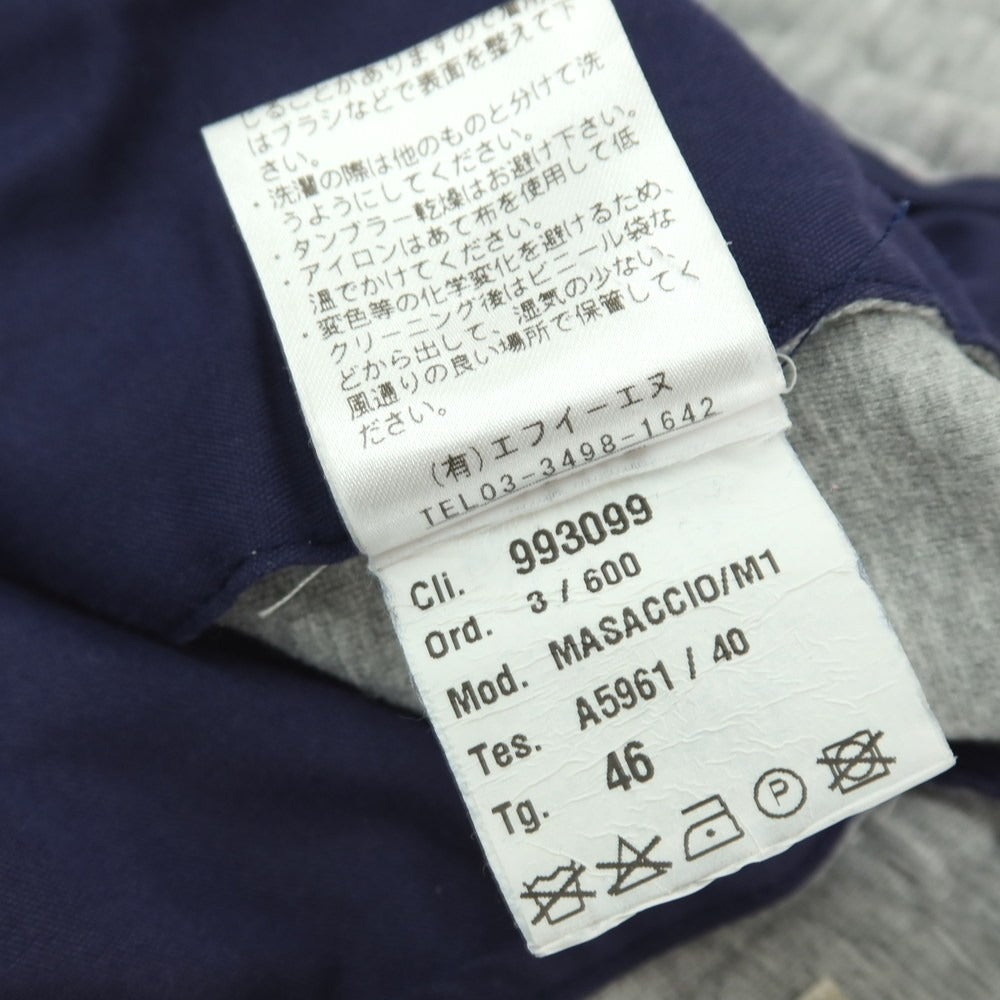 じることがありますので着用
はブラシなどで表面を整えて下
さい。
・洗濯の際は他のものと分けて洗
うようにしてください。
・タンブラー乾燥はお避け下さい。
・アイロンはあて布を使用して低
温でかけてください。
・変色等の化学変化を避けるため、
クリーニング後はビニール袋な
どから出して、湿気の少ない、
風通りの良い場所で保管してく
ださい。
(有)エフイーエヌ
TEL03-3498-1642
Cli. 993099
Ord. 3 / 600
Mod. MASACCIO/M1
Tes. A5961 / 40
Tg. 46
P